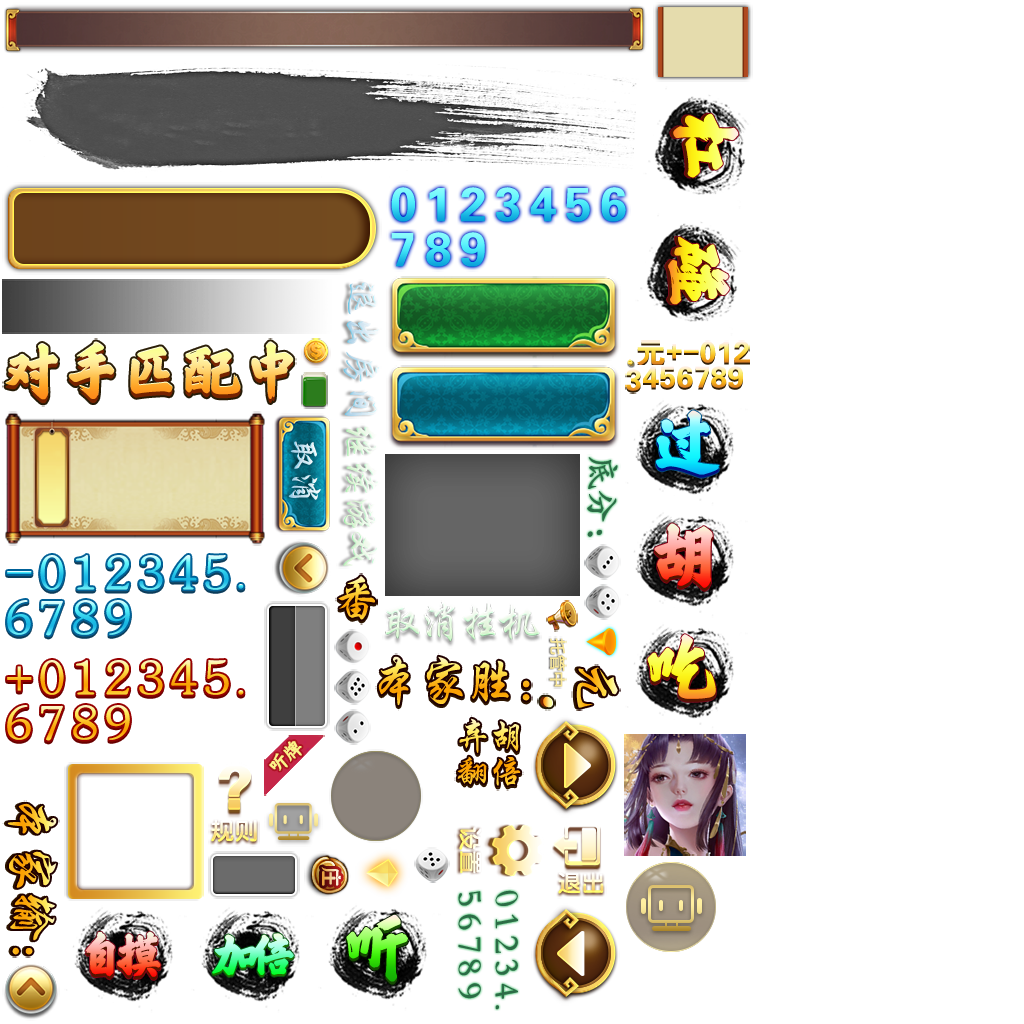 杠
0123456
789
碰
退出房间
.元+-012
3456789
对手匹配中
过
取消
继续游戏
底分：
胡
-012345.
6789
番
取消挂机
托管中
吃
+012345.
6789
本家胜：
元
听牌
弃胡
翻倍
规则
本家输：
设置
退出
庄
01234.
56789
自摸
加倍
听